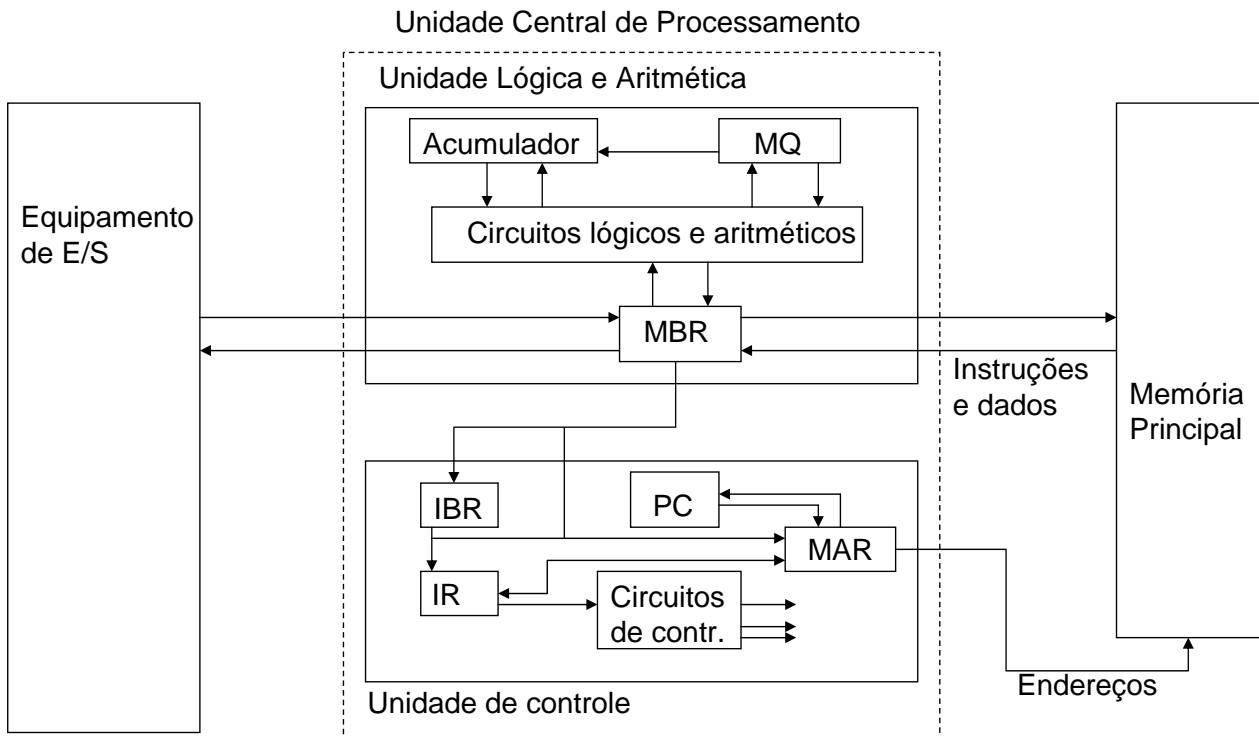 Unidade Central de Processamento
Unidade Lógica e Aritmética
Acumulador
MQ
Equipamento
de E/S
Circuitos lógicos e aritméticos
MBR
Instruções
e dados
Memória
Principal
IBR
PC
MAR
IR
Circuitos
de contr.
Endereços
Unidade de controle